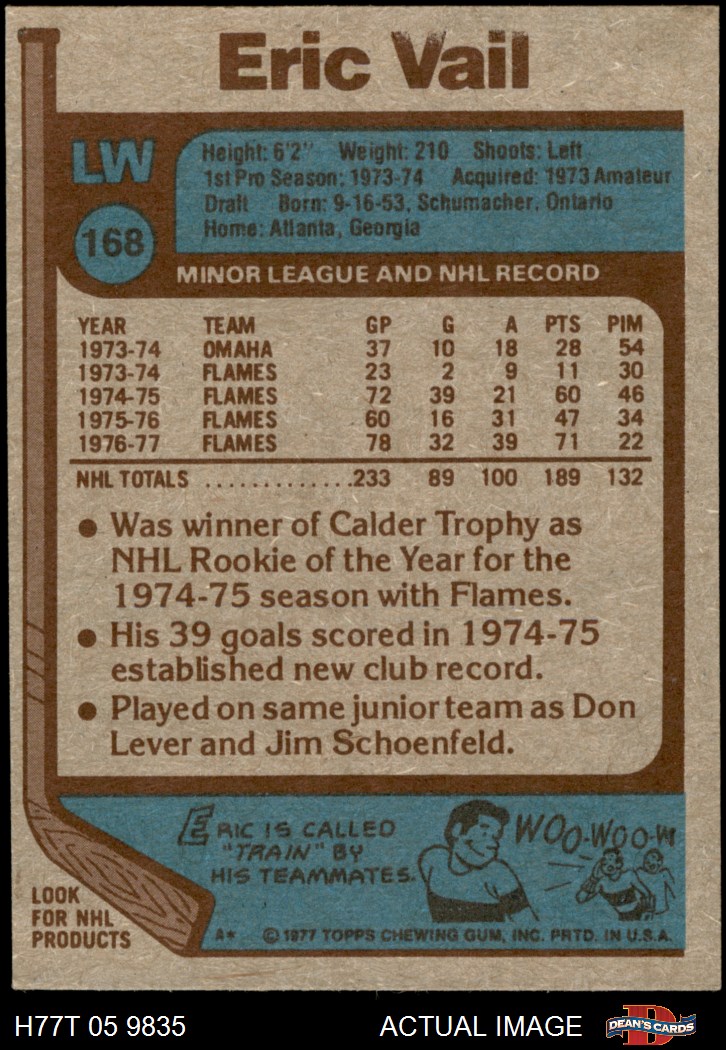 Eric Vail
LW
168
Height: 6'2" Weight: 210 Shoots: Left
1st Pro Season: 1973-74 Acquired: 1973 Amateur
Draft Born: 9-16-53, Schumacher, Ontario
Home: Atlanta, Georgia
MINOR LEAGUE AND NHL RECORD
YEAR TEAM GP G A PTS PIM
1973-74 OMAHA 37 10 18 28 54
1973-74 FLAMES 23 2 9 11 30
1974-75 FLAMES 72 39 21 60 46
1975-76 FLAMES 60 16 31 47 34
1976-77 FLAMES 78 32 39 71 22
NHL TOTALS .............233 89 100 189 132
● Was winner of Calder Trophy as
NHL Rookie of the Year for the
1974-75 season with Flames.
● His 39 goals scored in 1974-75
established new club record.
● Played on same junior team as Don
Lever and Jim Schoenfeld.
ERIC IS CALLED
"TRAIN" BY
HIS TEAMMATES.
WOO-WOO-W
LOOK
FOR NHL
PRODUCTS
A* © 1977 TOPPS CHEWING GUM, INC. PRTD. IN U.S.A.
H77T 05 9835 ACTUAL IMAGE
D
DEAN'S CARDS